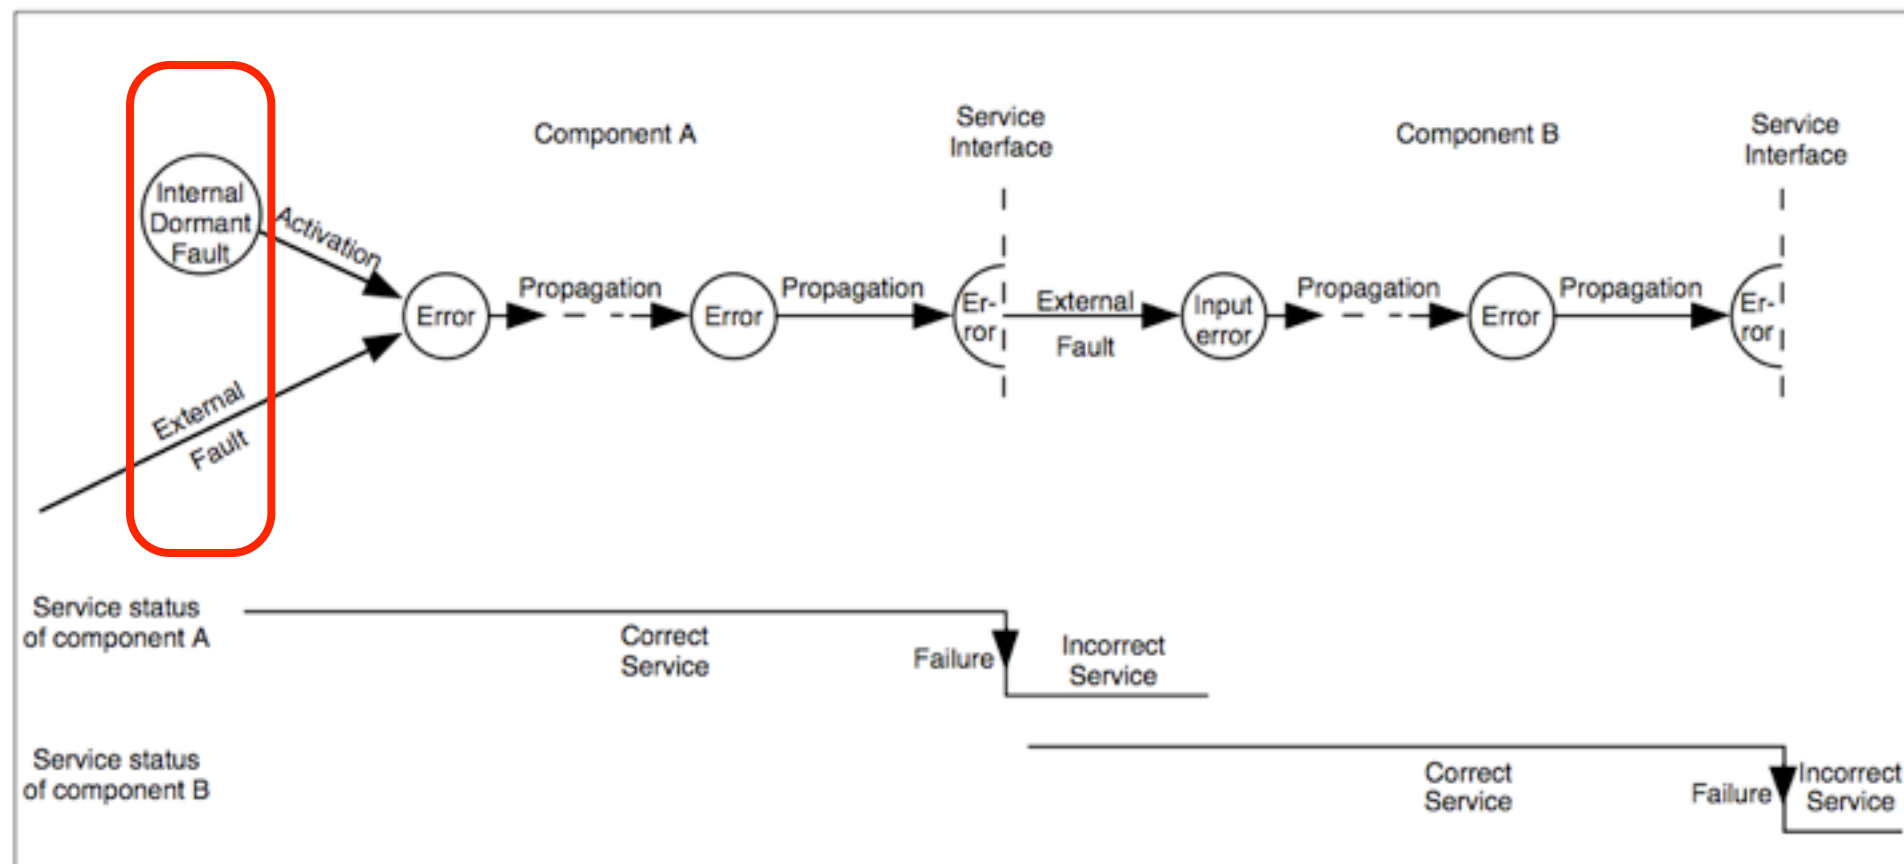 Component A
Service
Interface
Component B
Service
Interface
Internal
Dormant
Fault
Activation
Error
Propagation
Error
Propagation
Er-
ror
External
Fault
Input
error
Propagation
Error
Propagation
Er-
ror
External
Fault
Service status
of component A
Correct
Service
Failure
Incorrect
Service
Service status
of component B
Correct
Service
Failure
Incorrect
Service